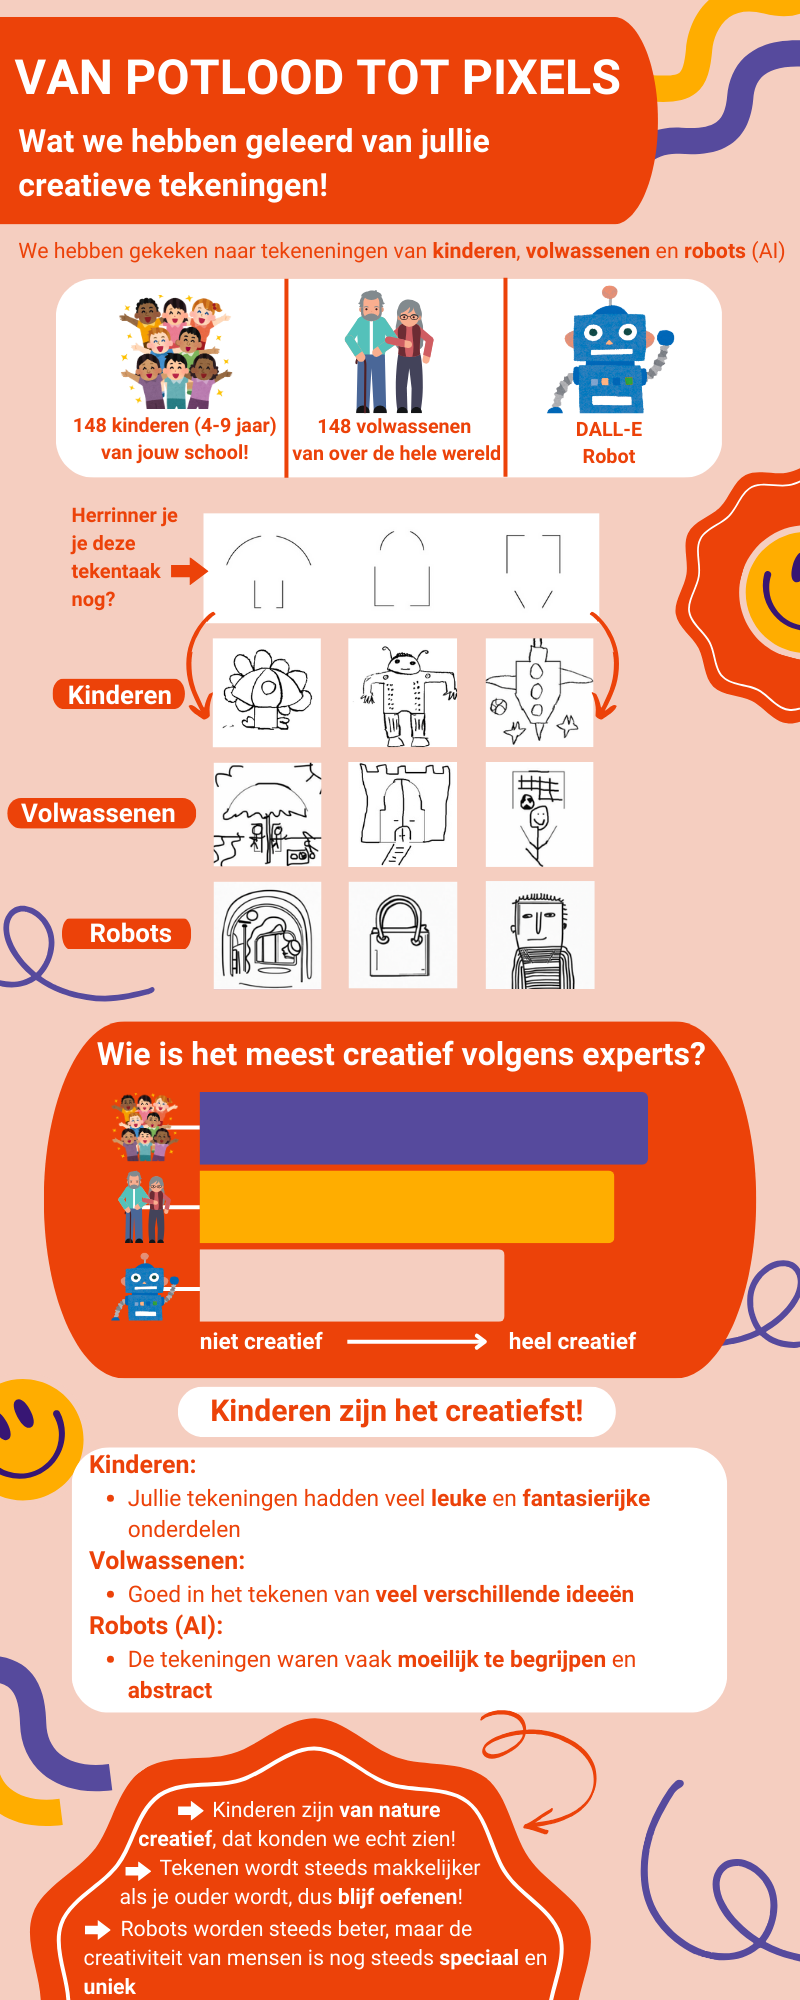 VAN POTLOOD TOT PIXELS
Wat we hebben geleerd van jullie
creatieve tekeningen!
We hebben gekeken naar tekeneningen van kinderen, volwassenen en robots (AI)
148 kinderen (4-9 jaar)
van jouw school!
148 volwassenen
van over de hele wereld
DALL-E
Robot
Herrinner je
je deze
tekentaak
nog?
Kinderen
Volwassenen
Robots
Wie is het meest creatief volgens experts?
niet creatief
heel creatief
Kinderen zijn het creatiefst!
Kinderen:
• Jullie tekeningen hadden veel leuke en fantasierijke
onderdelen
Volwassenen:
• Goed in het tekenen van veel verschillende ideeën
Robots (AI):
• De tekeningen waren vaak moeilijk te begrijpen en
abstract
Kinderen zijn van nature
creatief, dat konden we echt zien!
Tekenen wordt steeds makkelijker
als je ouder wordt, dus blijf oefenen!
Robots worden steeds beter, maar de
creativiteit van mensen is nog steeds speciaal en
uniek